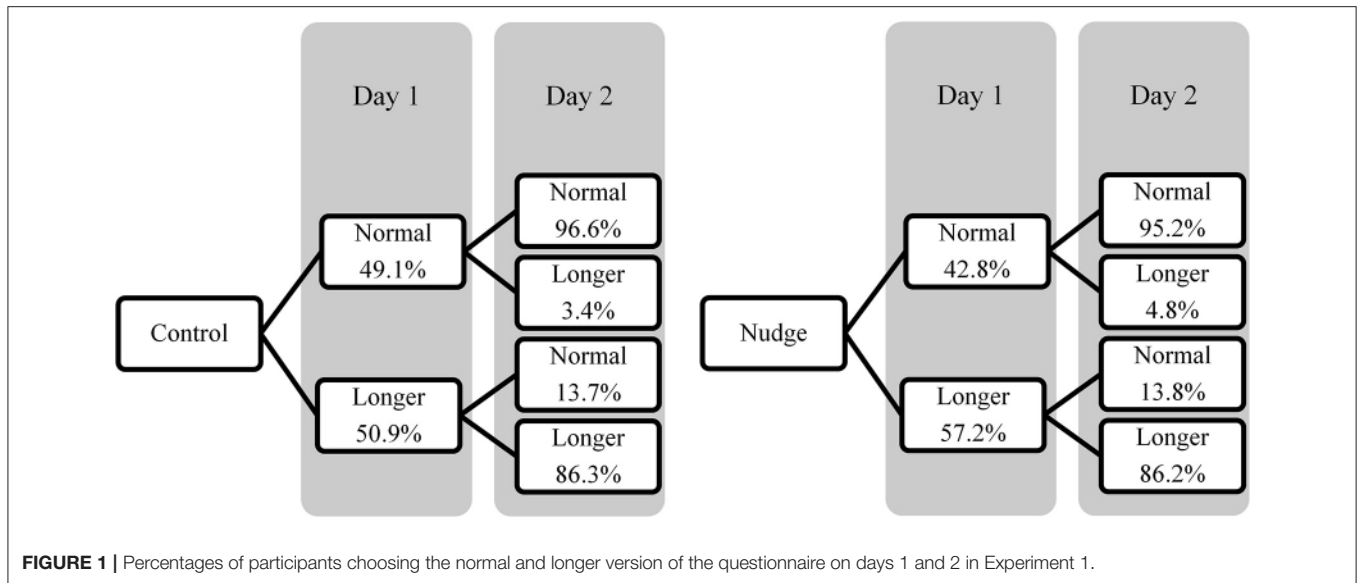 Day 1
Day 2
Control
Normal
49.1%
Longer
50.9%
Normal
96.6%
Longer
3.4%
Normal
13.7%
Longer
86.3%
Day 1
Day 2
Nudge
Normal
42.8%
Longer
57.2%
Normal
95.2%
Longer
4.8%
Normal
13.8%
Longer
86.2%
FIGURE 1 | Percentages of participants choosing the normal and longer version of the questionnaire on days 1 and 2 in Experiment 1.